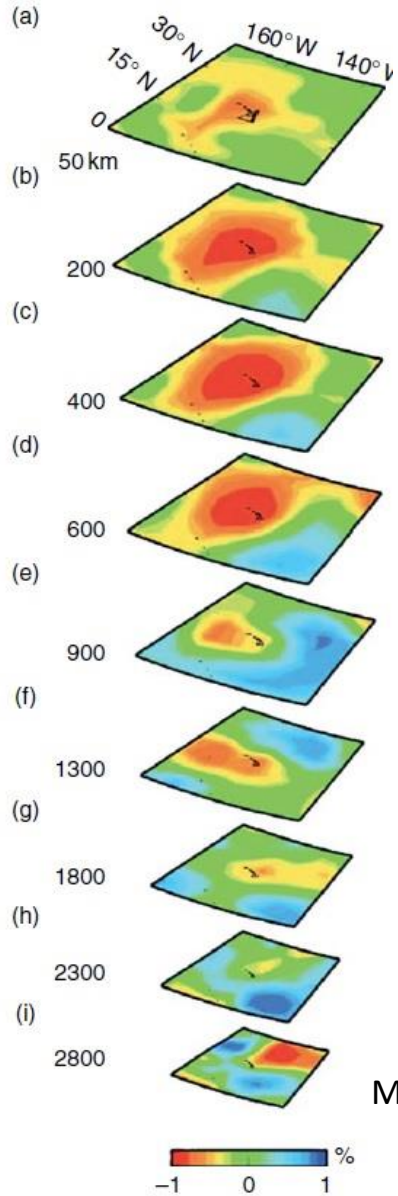 (a)
15° N
30° N
160° W
140° W
0
50 km
(b)
200
(c)
400
(d)
600
(e)
900
(f)
1300
(g)
1800
(h)
2300
(i)
2800
M
%
−1
0
1